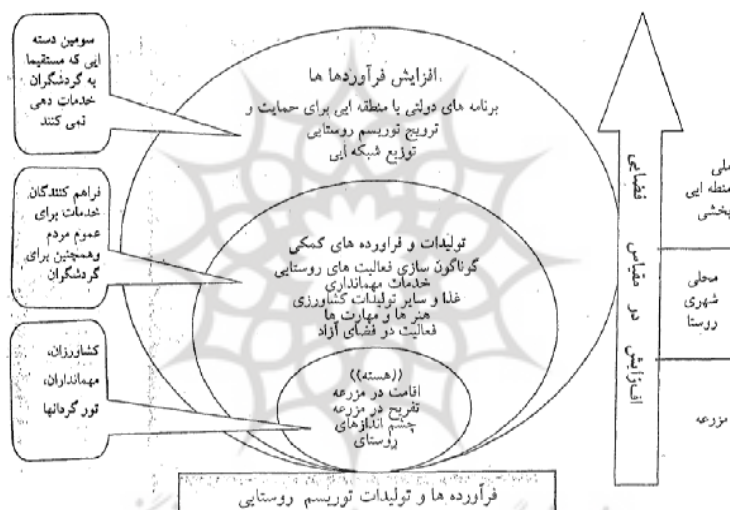 سومین دسته
ایی که مستقیما
به گردشگران
خدمات دهی
نمی کنند
افزایش فرآوردها ها
برنامه های دولتی یا منطقه ایی برای حمایت و
ترویج توریسم روستایی
توزیع شبکه ایی
فراهم کنندگان
خدمات برای
عموم مردم
وهمچنین برای
گردشگران
تولیدات و فراورده های کمکی
گوناگون سازی فعالیت های روستایی
خدمات مهمانداری
غذا و سایر تولیدات کشاورزی
هنر ها و مهارت ها
فعالیت در فضای آزاد
کشاورزان،
مهمانداران،
تور گردانها
((هسته))
اقامت در مزرعه
تفریح در مزرعه
چشم اندازهای
روستای
فرآورده ها و تولیدات توریسم روستایی
افزایش در مقیاس فضایی
ملی
منطه ایی
بخشی
محلی
شهری
روستا
مزرعه